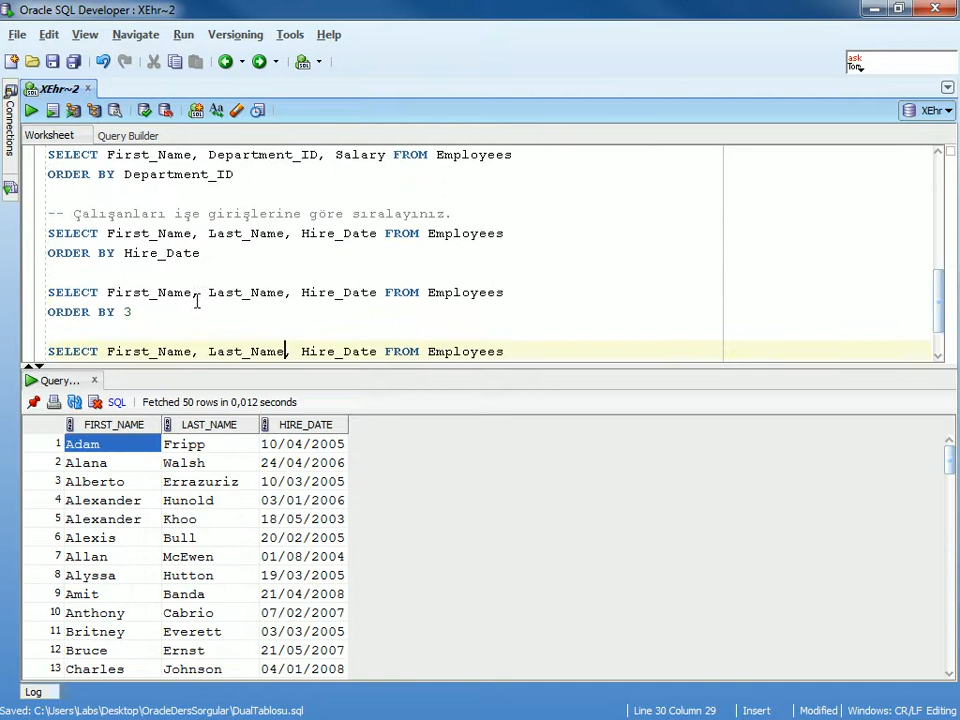 Oracle SQL Developer : XEhr~2
File Edit View Navigate Run Versioning Tools Help
ask
Tom
XEhr~2
XEhr
Connections
Worksheet Query Builder
SELECT First_Name, Department_ID, Salary FROM Employees
ORDER BY Department_ID
-- Çalışanları işe girişlerine göre sıralayınız.
SELECT First_Name, Last_Name, Hire_Date FROM Employees
ORDER BY Hire_Date
SELECT First_Name, Last_Name, Hire_Date FROM Employees
ORDER BY 3
SELECT First_Name, Last_Name, Hire_Date FROM Employees
Query...
SQL Fetched 50 rows in 0,012 seconds
FIRST_NAME LAST_NAME HIRE_DATE
1 Adam Fripp 10/04/2005
2 Alana Walsh 24/04/2006
3 Alberto Errazuriz 10/03/2005
4 Alexander Hunold 03/01/2006
5 Alexander Khoo 18/05/2003
6 Alexis Bull 20/02/2005
7 Allan McEwen 01/08/2004
8 Alyssa Hutton 19/03/2005
9 Amit Banda 21/04/2008
10 Anthony Cabrio 07/02/2007
11 Britney Everett 03/03/2005
12 Bruce Ernst 21/05/2007
13 Charles Johnson 04/01/2008
Log
Saved: C:\Users\Labs\Desktop\OracleDersSorgular\DualTablosu.sql Line 30 Column 29 Insert Modified Windows: CR/LF Editing